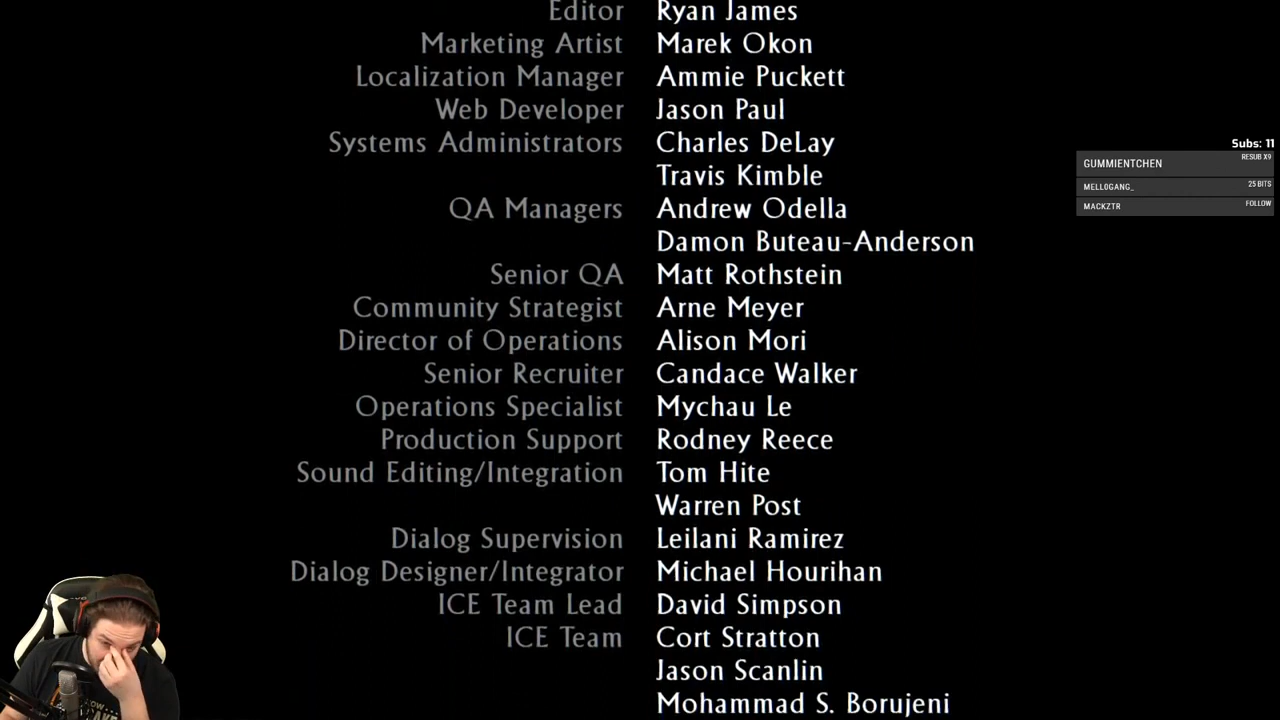 Editor Ryan James
Marketing Artist Marek Okon
Localization Manager Ammie Puckett
Web Developer Jason Paul
Systems Administrators Charles DeLay
Travis Kimble
QA Managers Andrew Odella
Damon Buteau-Anderson
Senior QA Matt Rothstein
Community Strategist Arne Meyer
Director of Operations Alison Mori
Senior Recruiter Candace Walker
Operations Specialist Mychau Le
Production Support Rodney Reece
Sound Editing/Integration Tom Hite
Warren Post
Dialog Supervision Leilani Ramirez
Dialog Designer/Integrator Michael Hourihan
ICE Team Lead David Simpson
ICE Team Cort Stratton
Jason Scanlin
Mohammad S. Borujeni
Subs: 11
GUMMIENTCHEN RESUB X9
MELL0GANG_ 25 BITS
MACKZTR FOLLOW